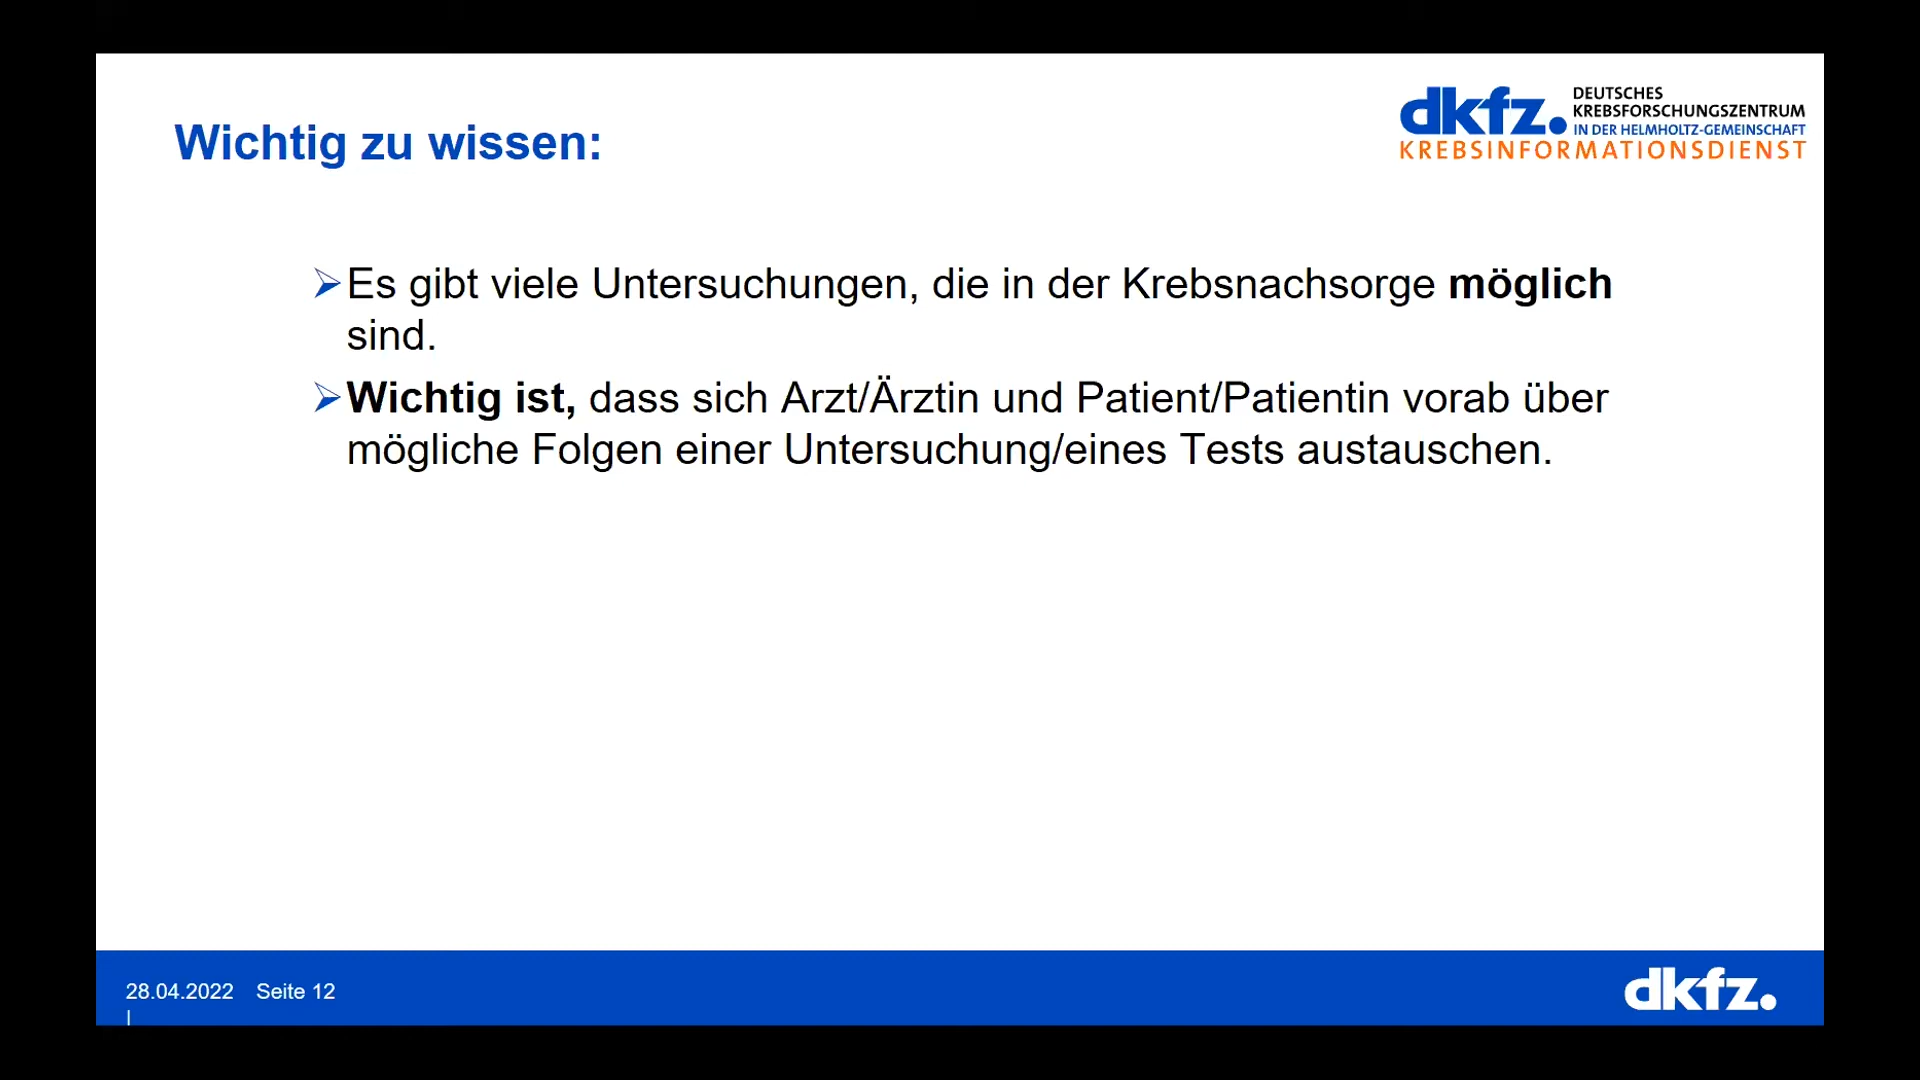 Wichtig zu wissen:
dkfz. DEUTSCHES
KREBSFORSCHUNGSZENTRUM
IN DER HELMHOLTZ-GEMEINSCHAFT
KREBSINFORMATIONSDIENST
➢Es gibt viele Untersuchungen, die in der Krebsnachsorge möglich
sind.
➢Wichtig ist, dass sich Arzt/Ärztin und Patient/Patientin vorab über
mögliche Folgen einer Untersuchung/eines Tests austauschen.
28.04.2022 Seite 12
|
dkfz.